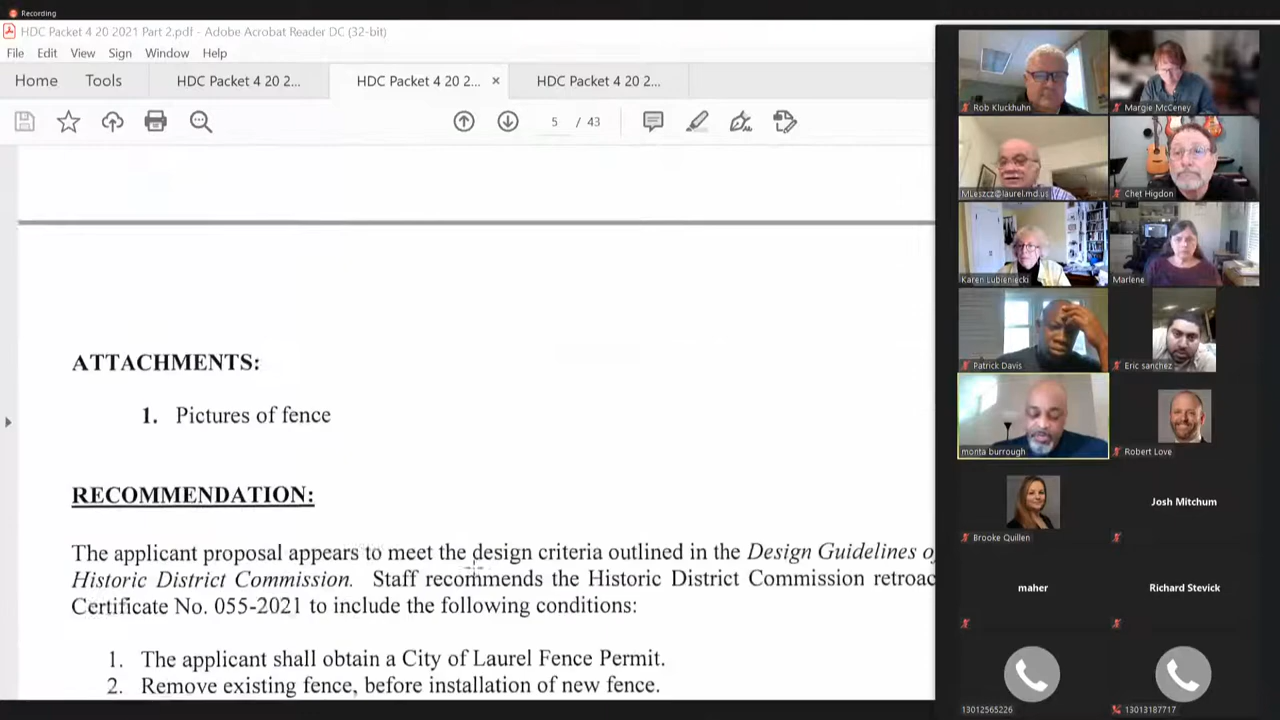 Recording
HDC Packet 4 20 2021 Part 2.pdf - Adobe Acrobat Reader DC (32-bit)
File Edit View Sign Window Help
Home Tools HDC Packet 4 20 2... HDC Packet 4 20 2... × HDC Packet 4 20 2...
5 / 43
ATTACHMENTS:
1. Pictures of fence
RECOMMENDATION:
The applicant proposal appears to meet the design criteria outlined in the Design Guidelines o
Historic District Commission. Staff recommends the Historic District Commission retroac
Certificate No. 055-2021 to include the following conditions:
1. The applicant shall obtain a City of Laurel Fence Permit.
2. Remove existing fence, before installation of new fence.
Rob Kluckhuhn
Margie McCeney
MLeszcz@laurel.md.us
Chet Higdon
Karen Lubieniecki
Marlene
Patrick Davis
Eric sanchez
monta burrough
Robert Love
Brooke Quillen
Josh Mitchum
maher
Richard Stevick
13012565226
13013187717